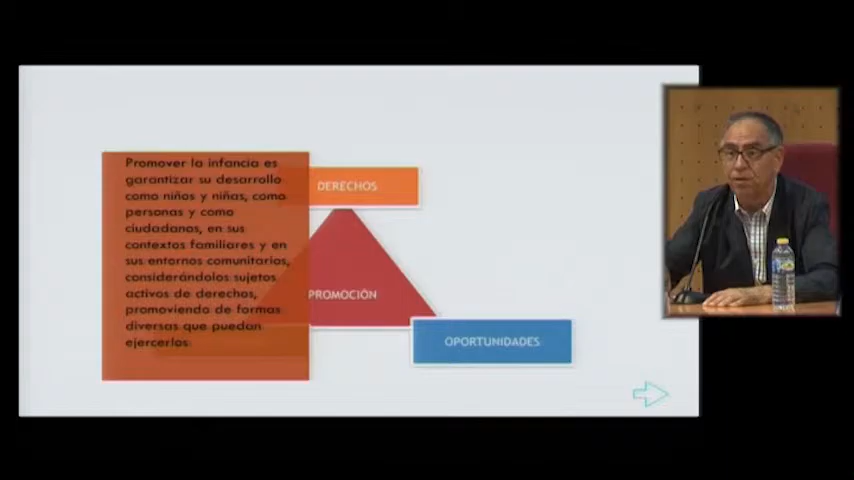 Promover la infancia es
garantizar su desarrollo
como niños y niñas, como
personas y como
ciudadanas, en sus
contextos familiares y en
sus entornos comunitarios,
considerándolos sujetos
activos de derechos,
promoviendo de formas
diversas que puedan
ejercerlos
DERECHOS
PROMOCIÓN
OPORTUNIDADES